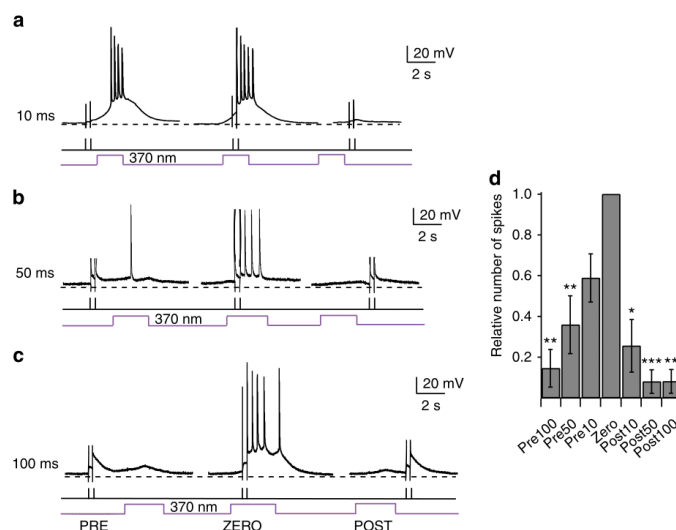 a
20 mV
2 s
10 ms
370 nm
b
20 mV
2 s
50 ms
370 nm
c
20 mV
2 s
100 ms
370 nm
PRE ZERO POST
d
Relative number of spikes
1.0
0.8
0.6
0.4
0.2
** ** * *** **
Pre100 Pre50 Pre10 Zero Post10 Post50 Post100